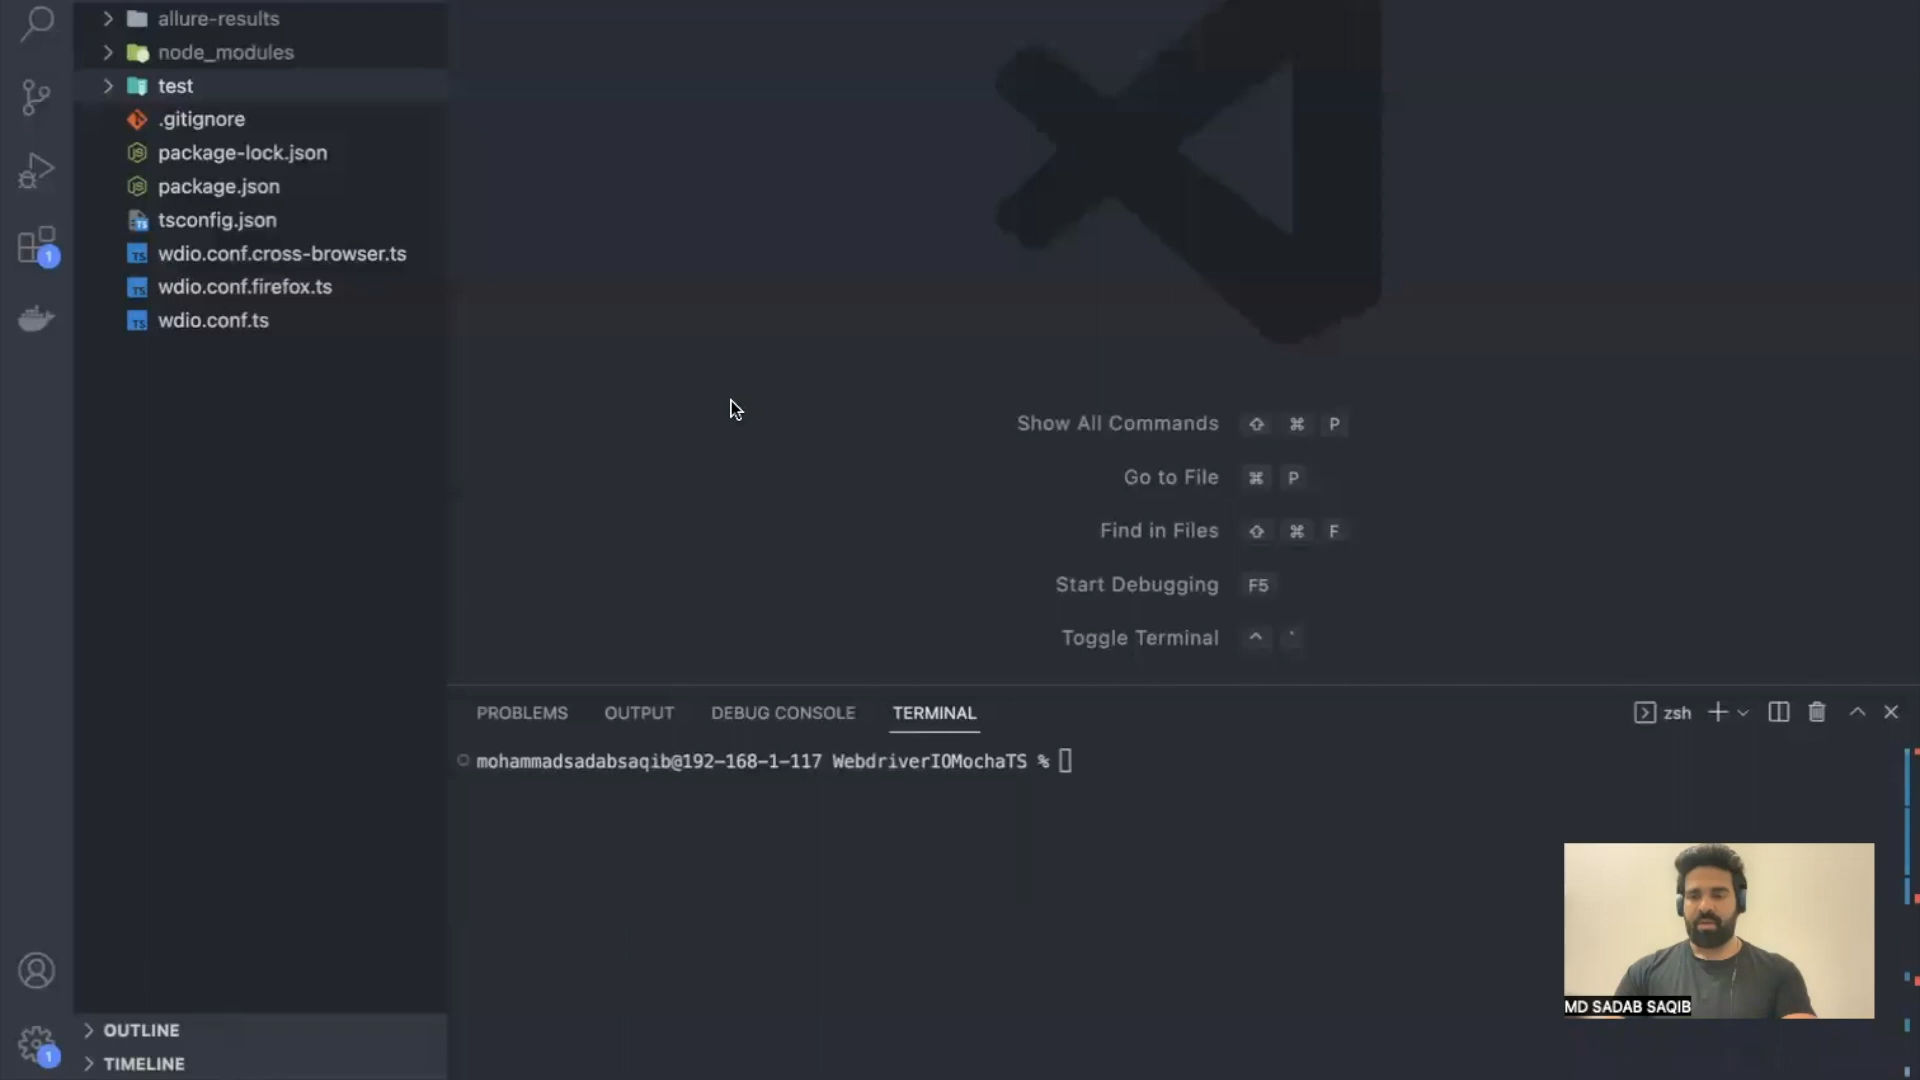 allure-results
node_modules
test
.gitignore
package-lock.json
package.json
tsconfig.json
wdio.conf.cross-browser.ts
wdio.conf.firefox.ts
wdio.conf.ts
1
Show All Commands ⇧ ⌘ P
Go to File ⌘ P
Find in Files ⇧ ⌘ F
Start Debugging F5
Toggle Terminal ^ `
PROBLEMS OUTPUT DEBUG CONSOLE TERMINAL
zsh
mohammadsadabsaqib@192-168-1-117 WebdriverIOMochaTS %
MD SADAB SAQIB
OUTLINE
1
TIMELINE